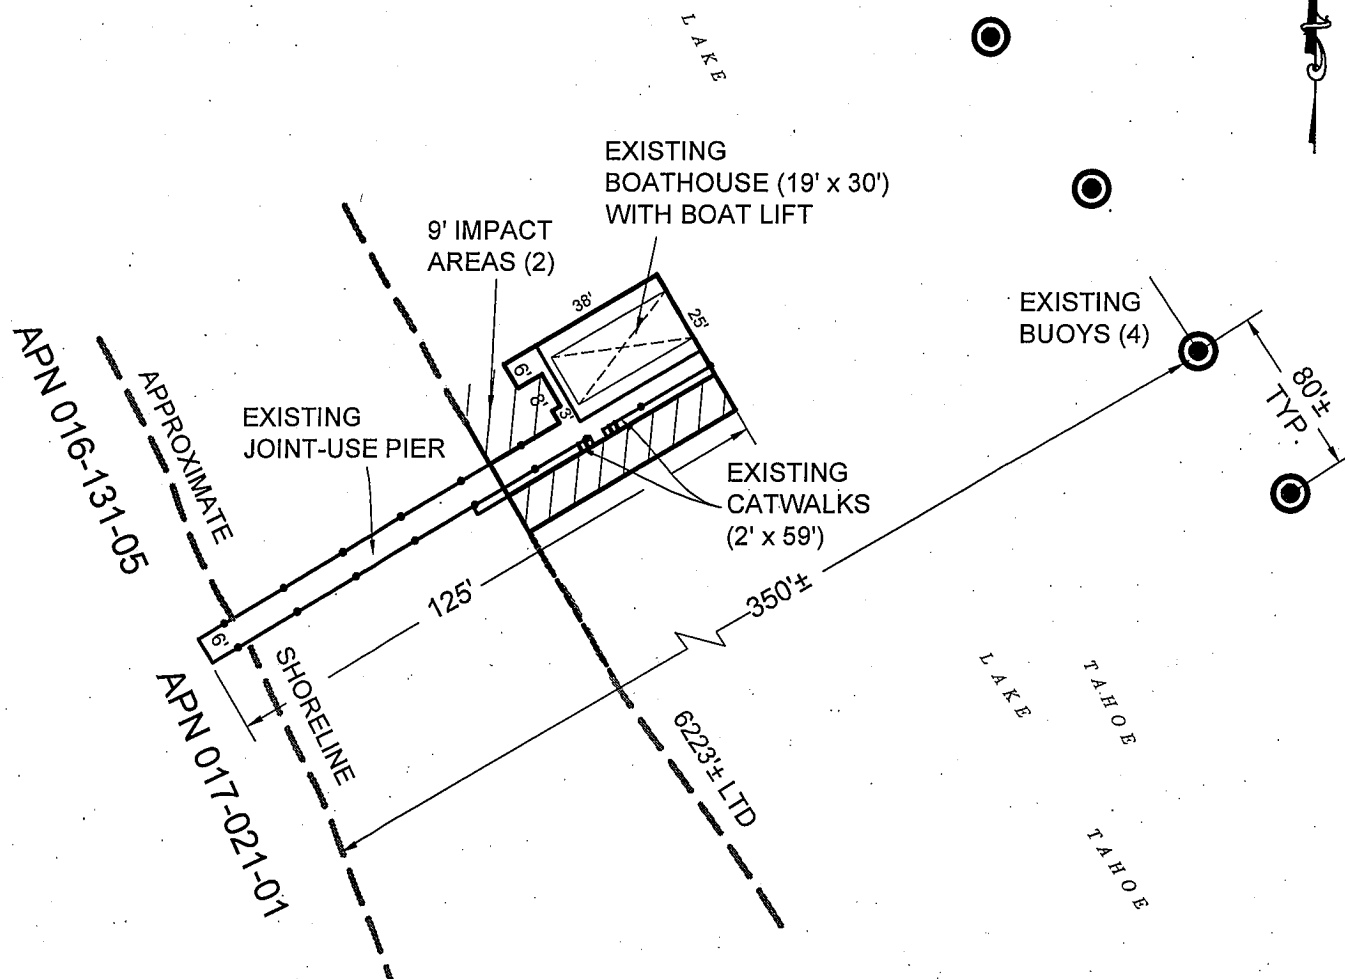 LAKE
EXISTING
BOATHOUSE (19' x 30')
WITH BOAT LIFT
9' IMPACT
AREAS (2)
38'
25'
6'
8'
3'
EXISTING
BUOYS (4)
80'±
TYP.
APN 016-131-05
APPROXIMATE
EXISTING
JOINT-USE PIER
EXISTING
CATWALKS
(2' x 59')
125'
350'±
6'
SHORELINE
APN 017-021-01
6223'± LTD
LAKE
TAHOE
TAHOE